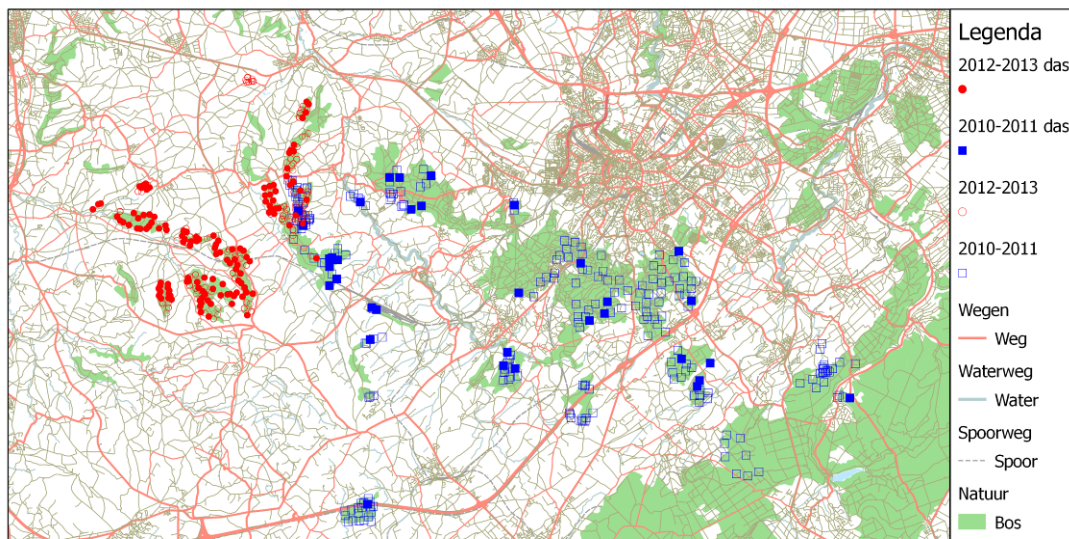 Legenda
2012-2013 das
2010-2011 das
2012-2013
2010-2011
Wegen
Weg
Waterweg
Water
Spoorweg
Spoor
Natuur
Bos